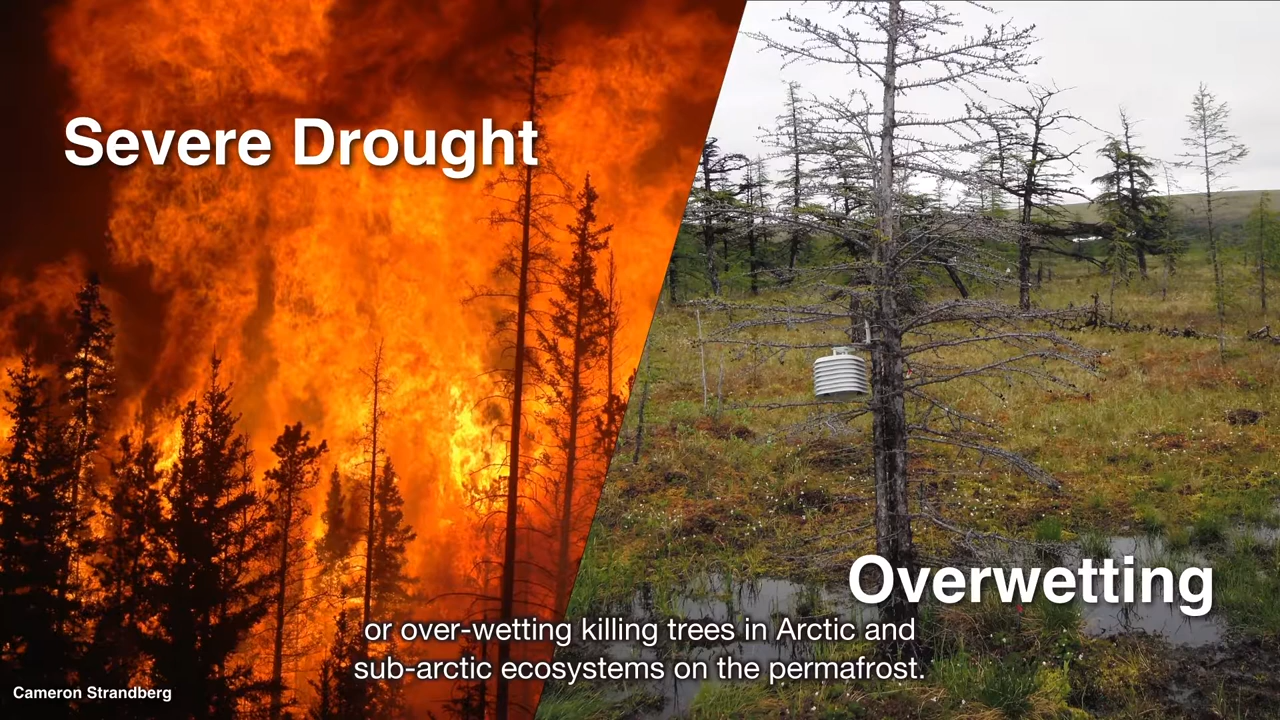 Severe Drought
Overwetting
or over-wetting killing trees in Arctic and
sub-arctic ecosystems on the permafrost.
Cameron Strandberg